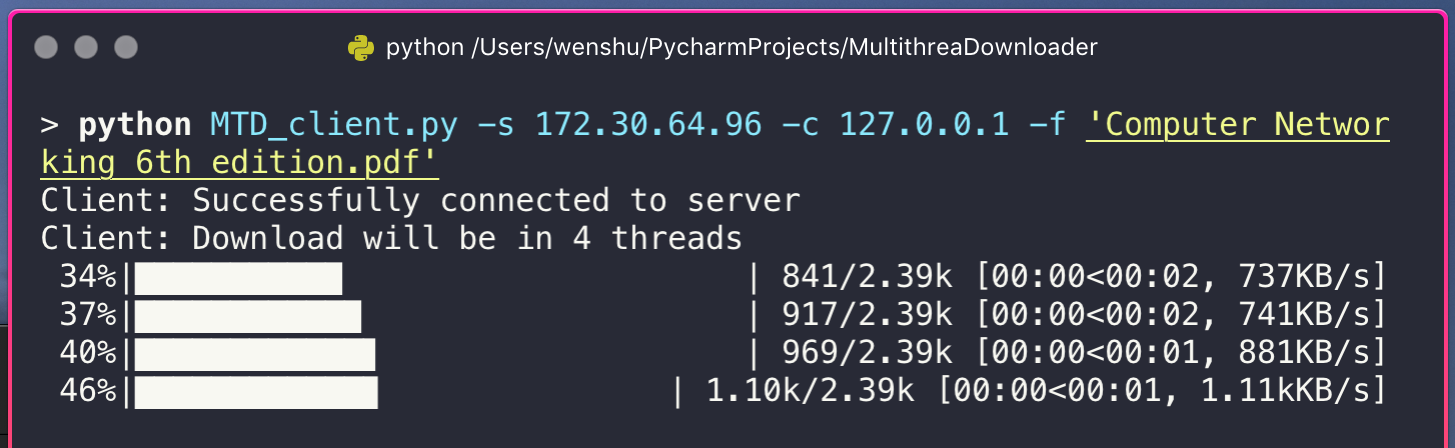 python /Users/wenshu/PycharmProjects/MultithreaDownloader
> python MTD_client.py -s 172.30.64.96 -c 127.0.0.1 -f 'Computer Networ
king 6th edition.pdf'
Client: Successfully connected to server
Client: Download will be in 4 threads
34%| | 841/2.39k [00:00<00:02, 737KB/s]
37%| | 917/2.39k [00:00<00:02, 741KB/s]
40%| | 969/2.39k [00:00<00:01, 881KB/s]
46%| | 1.10k/2.39k [00:00<00:01, 1.11kKB/s]